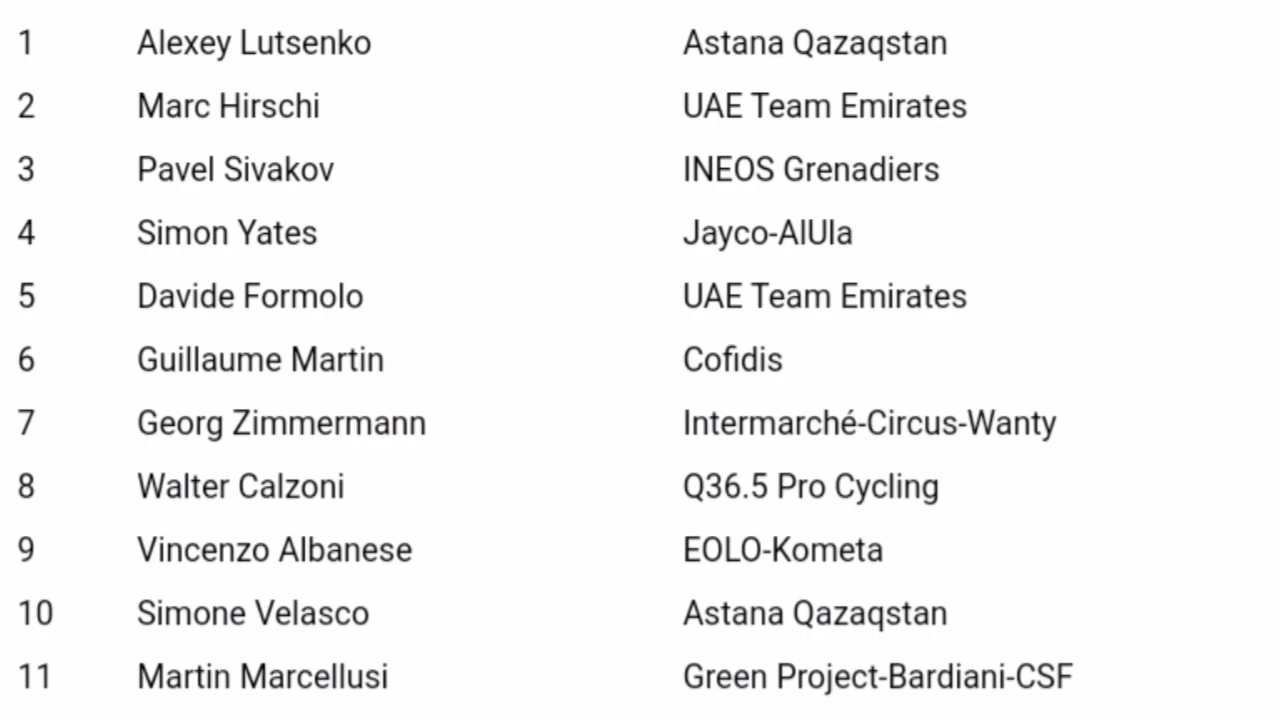 1 Alexey Lutsenko Astana Qazaqstan
2 Marc Hirschi UAE Team Emirates
3 Pavel Sivakov INEOS Grenadiers
4 Simon Yates Jayco-AlUla
5 Davide Formolo UAE Team Emirates
6 Guillaume Martin Cofidis
7 Georg Zimmermann Intermarché-Circus-Wanty
8 Walter Calzoni Q36.5 Pro Cycling
9 Vincenzo Albanese EOLO-Kometa
10 Simone Velasco Astana Qazaqstan
11 Martin Marcellusi Green Project-Bardiani-CSF